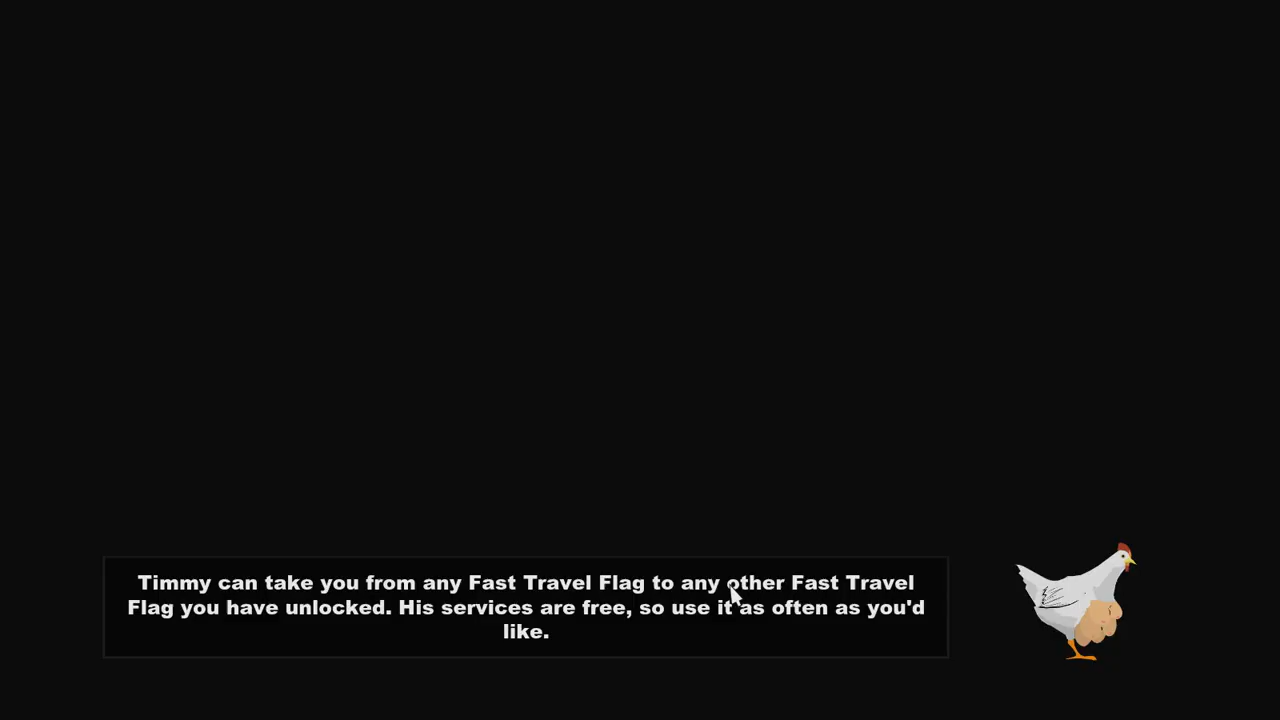 Timmy can take you from any Fast Travel Flag to any other Fast Travel
Flag you have unlocked. His services are free, so use it as often as you'd
like.